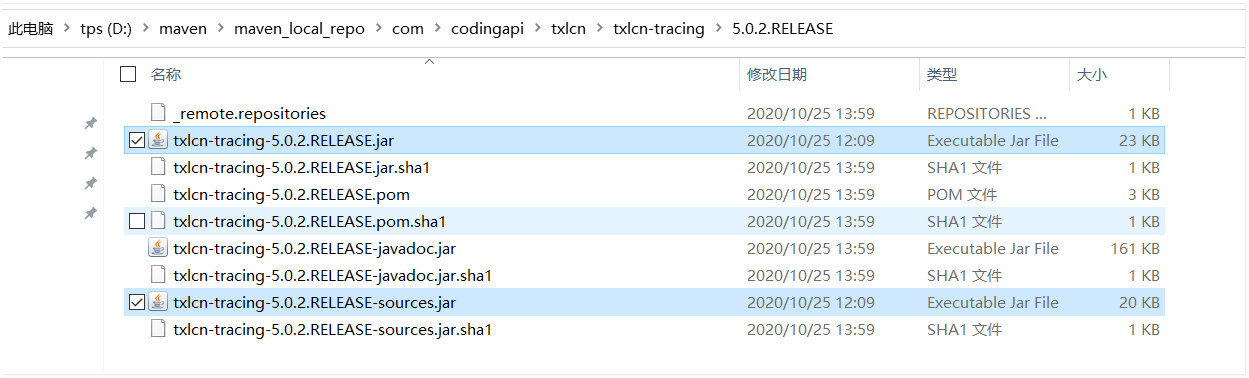 此电脑 > tps (D:) > maven > maven_local_repo > com > codingapi > txlcn > txlcn-tracing > 5.0.2.RELEASE
名称 修改日期 类型 大小
_remote.repositories 2020/10/25 13:59 REPOSITORIES ... 1 KB
txlcn-tracing-5.0.2.RELEASE.jar 2020/10/25 12:09 Executable Jar File 23 KB
txlcn-tracing-5.0.2.RELEASE.jar.sha1 2020/10/25 13:59 SHA1 文件 1 KB
txlcn-tracing-5.0.2.RELEASE.pom 2020/10/25 13:59 POM 文件 3 KB
txlcn-tracing-5.0.2.RELEASE.pom.sha1 2020/10/25 13:59 SHA1 文件 1 KB
txlcn-tracing-5.0.2.RELEASE-javadoc.jar 2020/10/25 13:59 Executable Jar File 161 KB
txlcn-tracing-5.0.2.RELEASE-javadoc.jar.sha1 2020/10/25 13:59 SHA1 文件 1 KB
txlcn-tracing-5.0.2.RELEASE-sources.jar 2020/10/25 12:09 Executable Jar File 20 KB
txlcn-tracing-5.0.2.RELEASE-sources.jar.sha1 2020/10/25 13:59 SHA1 文件 1 KB